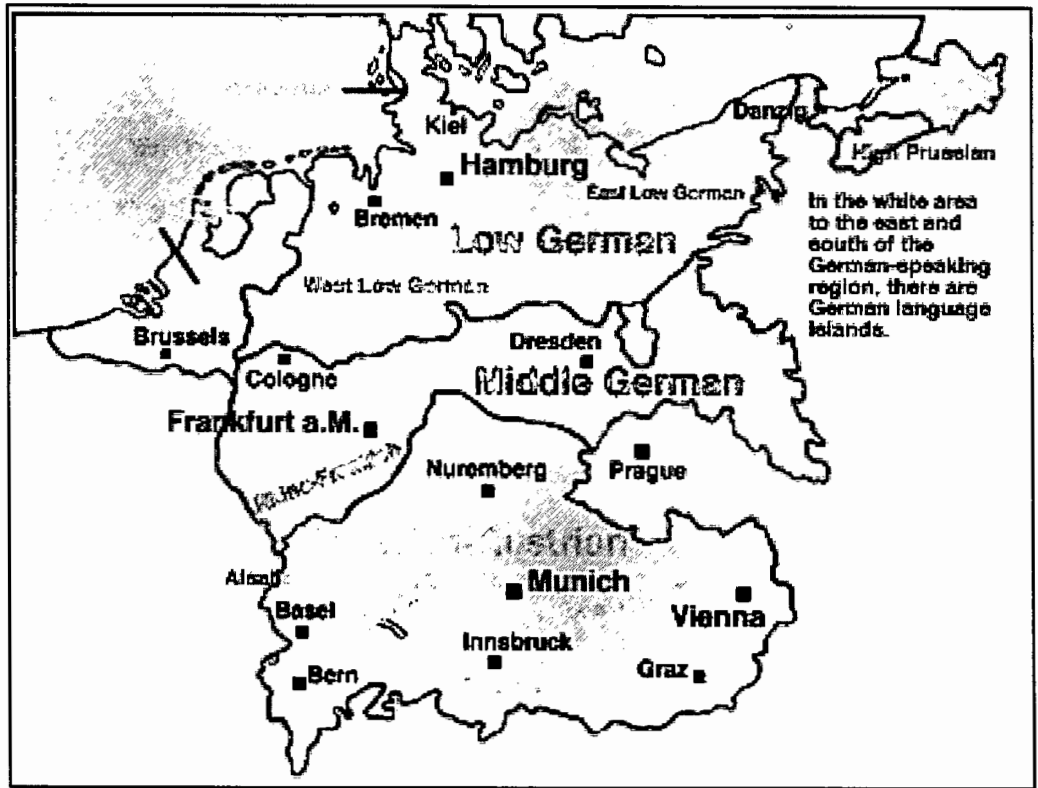 Kiel
Danzig
High Prussian
Hamburg
East Low German
Bremen
Low German
In the white area
to the east and
south of the
German-speaking
region, there are
German language
islands.
West Low German
Brussels
Dresden
Cologne
Middle German
Frankfurt a.M.
Nuremberg
Prague
Munich
Vienna
Basel
Innsbruck
Graz
Bern